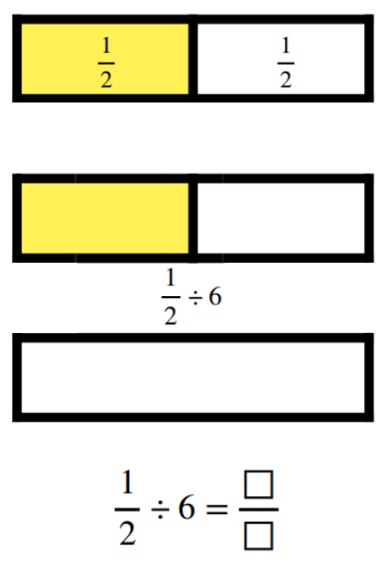 1/2 1/2
1/2 ÷ 6
1/2 ÷ 6 = □/□